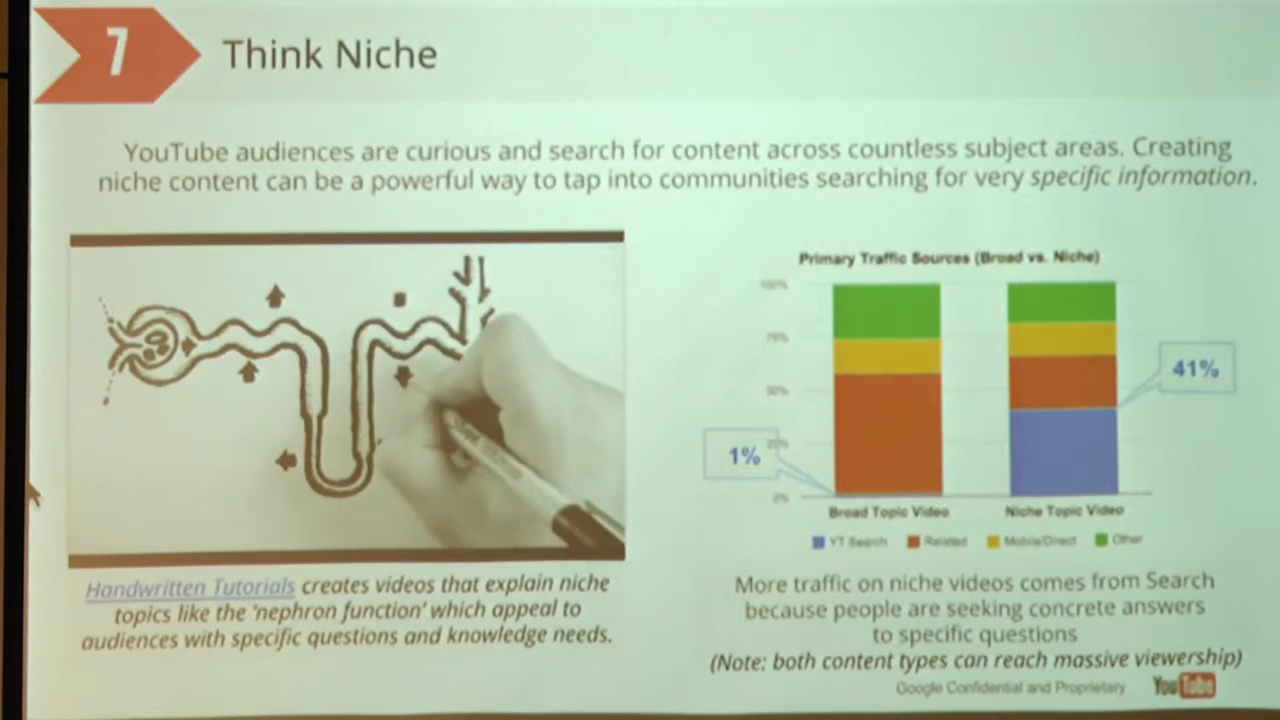 7
Think Niche
YouTube audiences are curious and search for content across countless subject areas. Creating
niche content can be a powerful way to tap into communities searching for very specific information.
Primary Traffic Sources (Broad vs. Niche)
100%
75%
50%
25%
0%
1%
41%
Broad Topic Video
Niche Topic Video
YT Search
Related
Mobile/Direct
Other
Handwritten Tutorials creates videos that explain niche
topics like the 'nephron function' which appeal to
audiences with specific questions and knowledge needs.
More traffic on niche videos comes from Search
because people are seeking concrete answers
to specific questions
(Note: both content types can reach massive viewership)
Google Confidential and Proprietary
YouTube